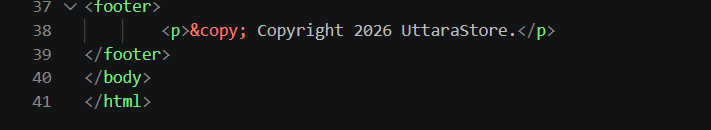 37 <footer>
38 <p>&copy; Copyright 2026 UttaraStore.</p>
39 </footer>
40 </body>
41 </html>